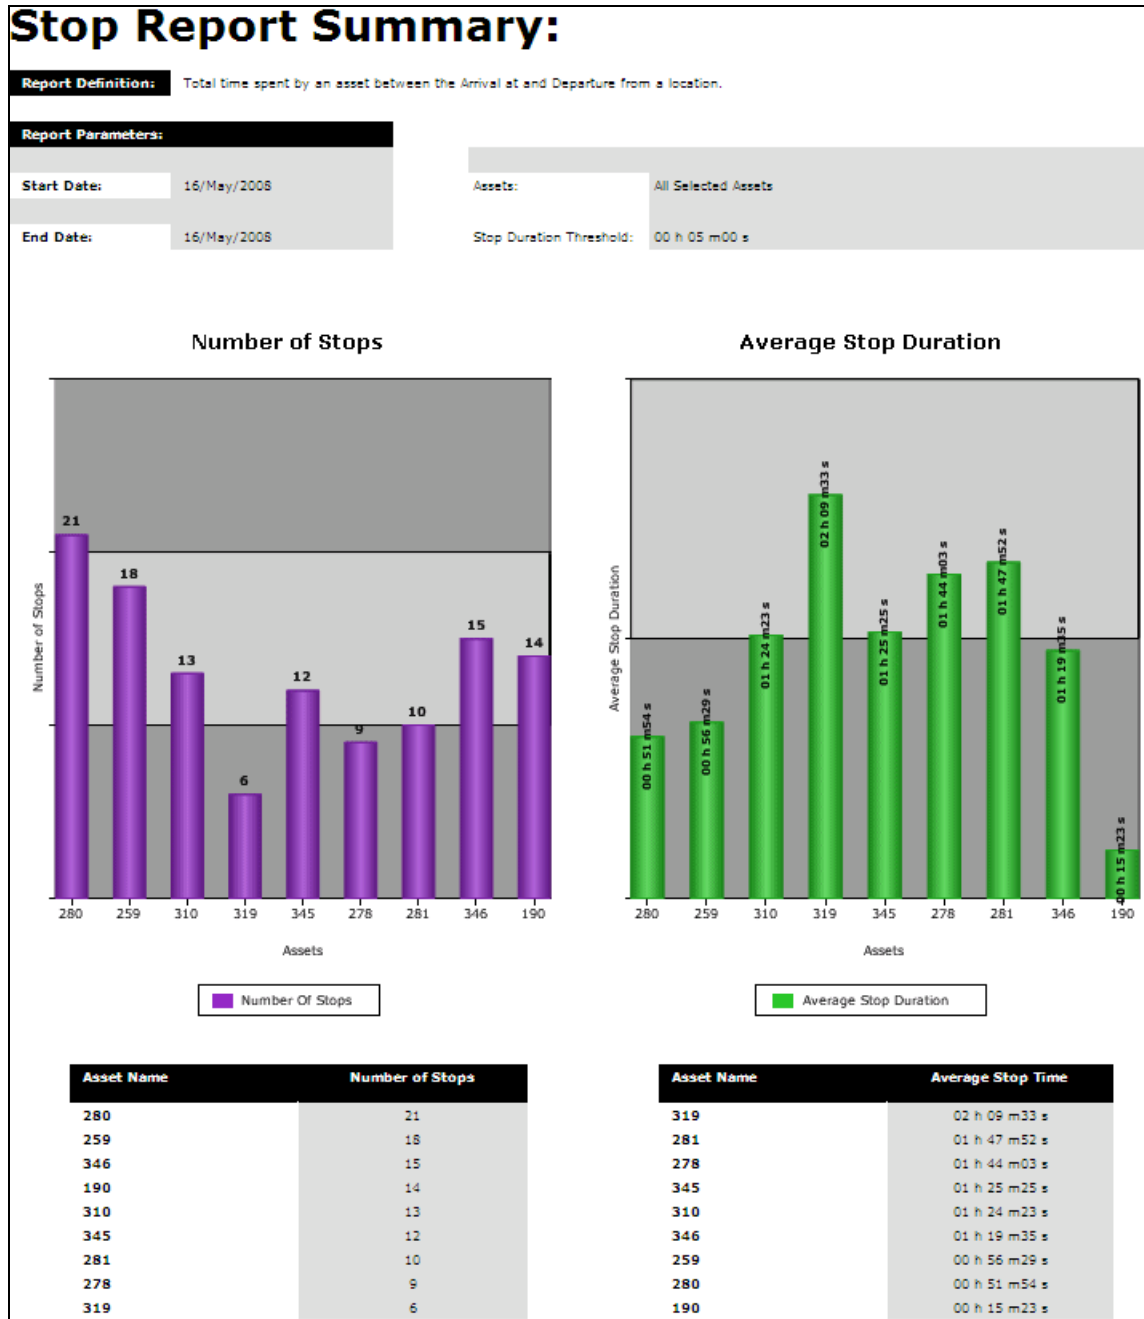 Stop Report Summary:
Report Definition: Total time spent by an asset between the Arrival at and Departure from a location.
Report Parameters:
Start Date: 16/May/2008 Assets: All Selected Assets
End Date: 16/May/2008 Stop Duration Threshold: 00 h 05 m00 s
Number of Stops
Number of Stops
21
18
13
6
12
9
10
15
14
280 259 310 319 345 278 281 346 190
Assets
Number Of Stops
Average Stop Duration
Average Stop Duration
00 h 51 m54 s
00 h 56 m29 s
01 h 24 m23 s
02 h 09 m33 s
01 h 25 m25 s
01 h 44 m03 s
01 h 47 m52 s
01 h 19 m35 s
00 h 15 m23 s
280 259 310 319 345 278 281 346 190
Assets
Average Stop Duration
Asset Name Number of Stops
280 21
259 18
346 15
190 14
310 13
345 12
281 10
278 9
319 6
Asset Name Average Stop Time
319 02 h 09 m33 s
281 01 h 47 m52 s
278 01 h 44 m03 s
345 01 h 25 m25 s
310 01 h 24 m23 s
346 01 h 19 m35 s
259 00 h 56 m29 s
280 00 h 51 m54 s
190 00 h 15 m23 s